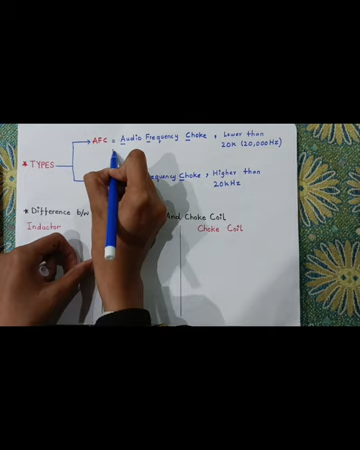 AFC = Audio Frequency Choke, Lower than
20k (20,000Hz)
* TYPES
Choke, Higher than
20kHz
* Difference b/w And Choke Coil
Inductor Choke Coil